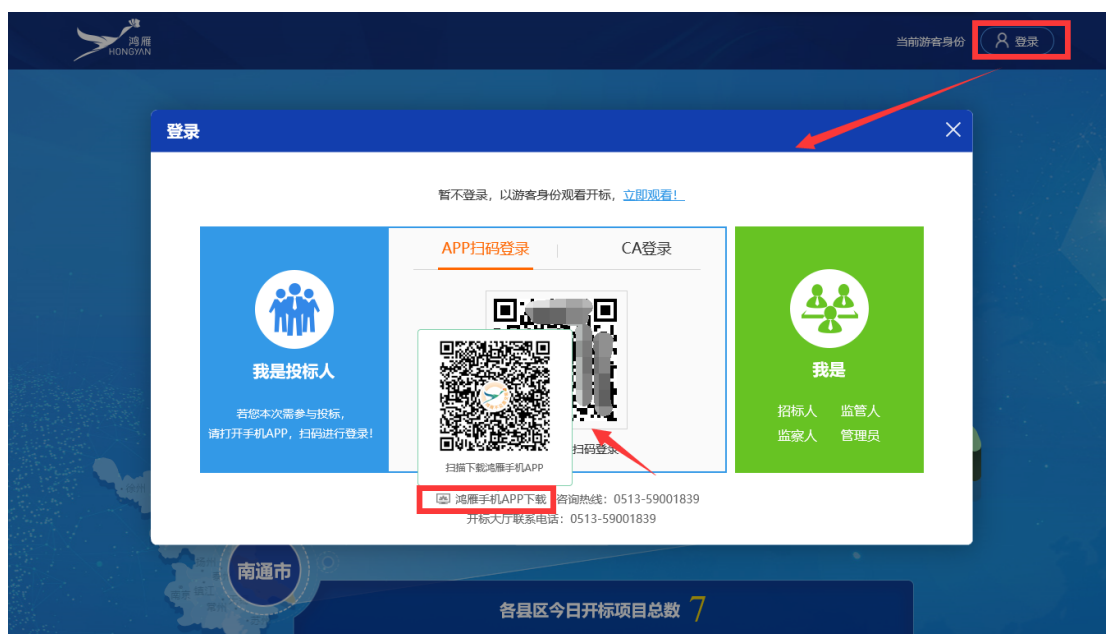 鸿雁
HONGYAN
当前游客身份
登录
登录
暂不登录，以游客身份观看开标，立即观看！
APP扫码登录
CA登录
我是投标人
若您本次需参与投标，
请打开手机APP，扫码进行登录！
扫码登录
扫描下载鸿雁手机APP
我是
招标人 监管人
监察人 管理员
鸿雁手机APP下载 咨询热线：0513-59001839
开标大厅联系电话：0513-59001839
南通市
各县区今日开标项目总数 7